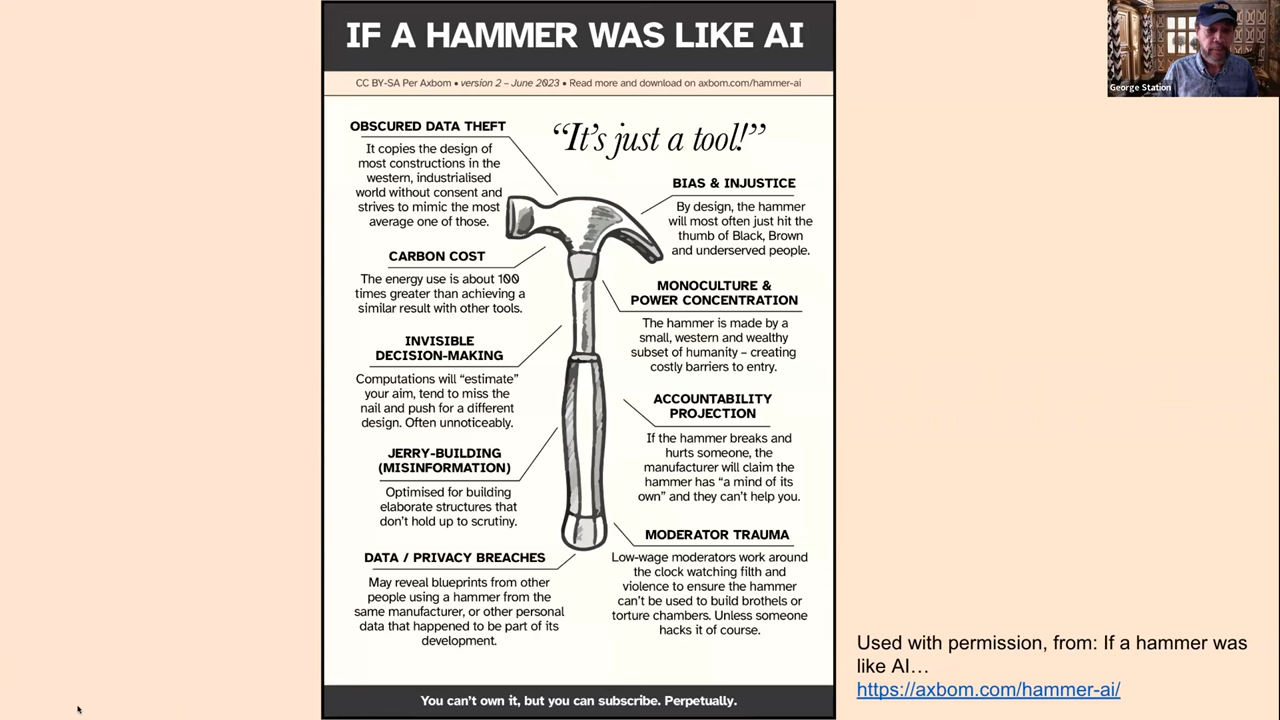 IF A HAMMER WAS LIKE AI
CC BY-SA Per Axbom • version 2 – June 2023 • Read more and download on axbom.com/hammer-ai
“It’s just a tool!”
OBSCURED DATA THEFT
It copies the design of
most constructions in the
western, industrialised
world without consent and
strives to mimic the most
average one of those.
CARBON COST
The energy use is about 100
times greater than achieving a
similar result with other tools.
INVISIBLE
DECISION-MAKING
Computations will “estimate”
your aim, tend to miss the
nail and push for a different
design. Often unnoticeably.
JERRY-BUILDING
(MISINFORMATION)
Optimised for building
elaborate structures that
don’t hold up to scrutiny.
DATA / PRIVACY BREACHES
May reveal blueprints from other
people using a hammer from the
same manufacturer, or other personal
data that happened to be part of its
development.
BIAS & INJUSTICE
By design, the hammer
will most often just hit the
thumb of Black, Brown
and underserved people.
MONOCULTURE &
POWER CONCENTRATION
The hammer is made by a
small, western and wealthy
subset of humanity – creating
costly barriers to entry.
ACCOUNTABILITY
PROJECTION
If the hammer breaks and
hurts someone, the
manufacturer will claim the
hammer has “a mind of its
own” and they can’t help you.
MODERATOR TRAUMA
Low-wage moderators work around
the clock watching filth and
violence to ensure the hammer
can’t be used to build brothels or
torture chambers. Unless someone
hacks it of course.
You can’t own it, but you can subscribe. Perpetually.
George Station
Used with permission, from: If a hammer was
like AI…
https://axbom.com/hammer-ai/